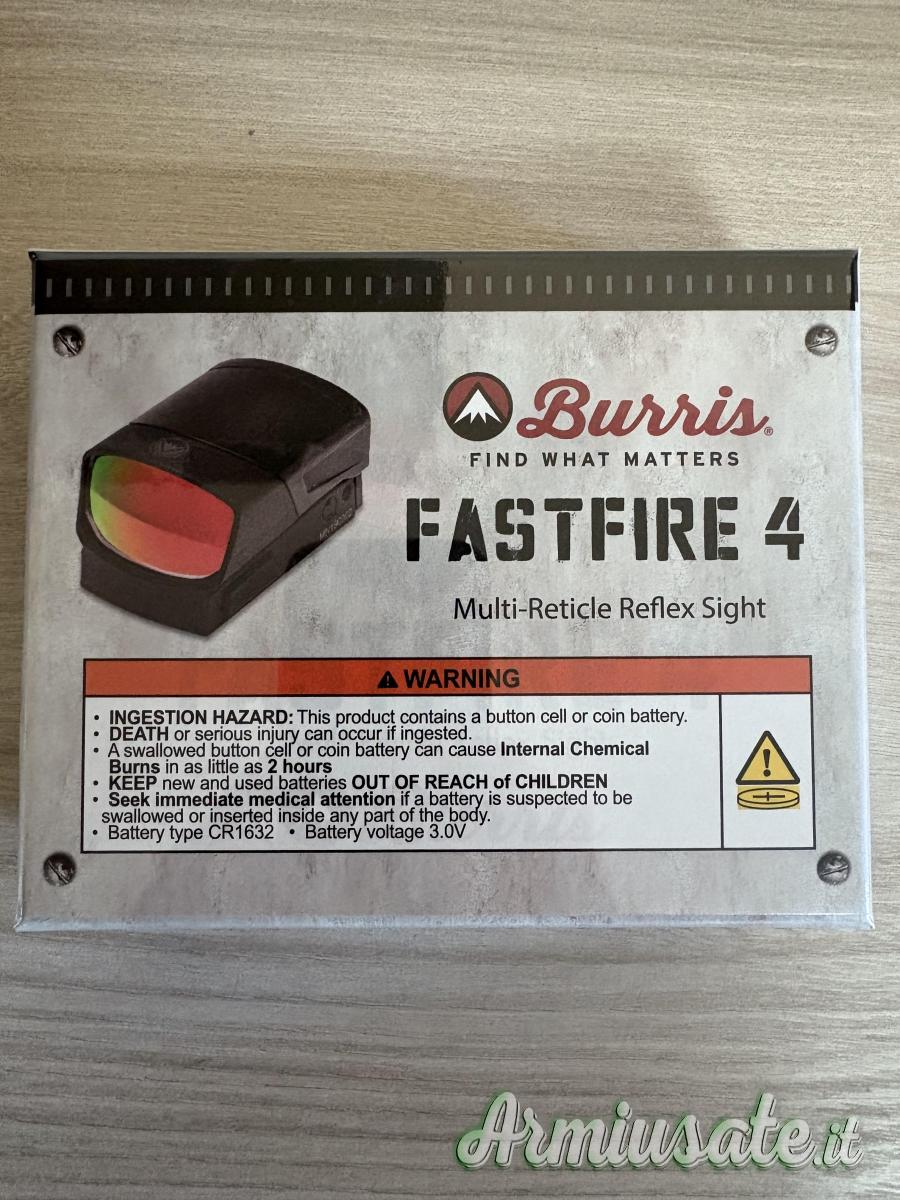 Burris®
FIND WHAT MATTERS
FASTFIRE 4
Multi-Reticle Reflex Sight
⚠ WARNING
• INGESTION HAZARD: This product contains a button cell or coin battery.
• DEATH or serious injury can occur if ingested.
• A swallowed button cell or coin battery can cause Internal Chemical
Burns in as little as 2 hours
• KEEP new and used batteries OUT OF REACH of CHILDREN
• Seek immediate medical attention if a battery is suspected to be
swallowed or inserted inside any part of the body.
• Battery type CR1632 • Battery voltage 3.0V
Armiusate.it